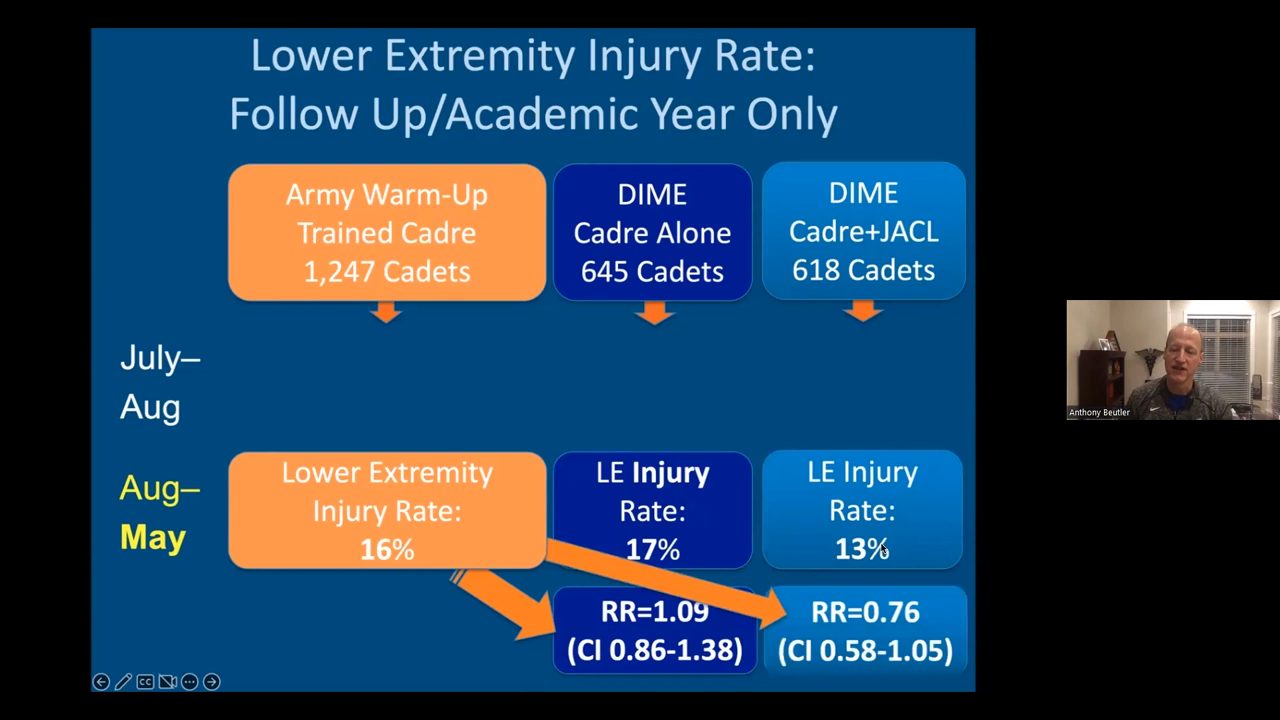 Lower Extremity Injury Rate:
Follow Up/Academic Year Only
Army Warm-Up
Trained Cadre
1,247 Cadets
DIME
Cadre Alone
645 Cadets
DIME
Cadre+JACL
618 Cadets
July–
Aug
Aug–
May
Lower Extremity
Injury Rate:
16%
LE Injury
Rate:
17%
LE Injury
Rate:
13%
RR=1.09
(CI 0.86-1.38)
RR=0.76
(CI 0.58-1.05)
CC
Anthony Beutler